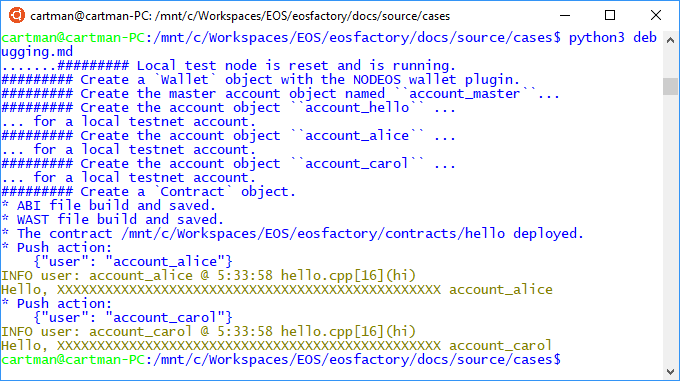 cartman@cartman-PC: /mnt/c/Workspaces/EOS/eosfactory/docs/source/cases
cartman@cartman-PC:/mnt/c/Workspaces/EOS/eosfactory/docs/source/cases$ python3 deb
ugging.md
.......######### Local test node is reset and is running.
######### Create a `Wallet` object with the NODEOS wallet plugin.
######### Create the master account object named ``account_master``...
######### Create the account object ``account_hello`` ...
... for a local testnet account.
######### Create the account object ``account_alice`` ...
... for a local testnet account.
######### Create the account object ``account_carol`` ...
... for a local testnet account.
######### Create a `Contract` object.
* ABI file build and saved.
* WAST file build and saved.
* The contract /mnt/c/Workspaces/EOS/eosfactory/contracts/hello deployed.
* Push action:
    {"user": "account_alice"}
INFO user: account_alice @ 5:33:58 hello.cpp[16](hi)
Hello, XXXXXXXXXXXXXXXXXXXXXXXXXXXXXXXXXXXXXXXXXXXXXXXX account_alice
* Push action:
    {"user": "account_carol"}
INFO user: account_carol @ 5:33:58 hello.cpp[16](hi)
Hello, XXXXXXXXXXXXXXXXXXXXXXXXXXXXXXXXXXXXXXXXXXXXXXXX account_carol
cartman@cartman-PC:/mnt/c/Workspaces/EOS/eosfactory/docs/source/cases$